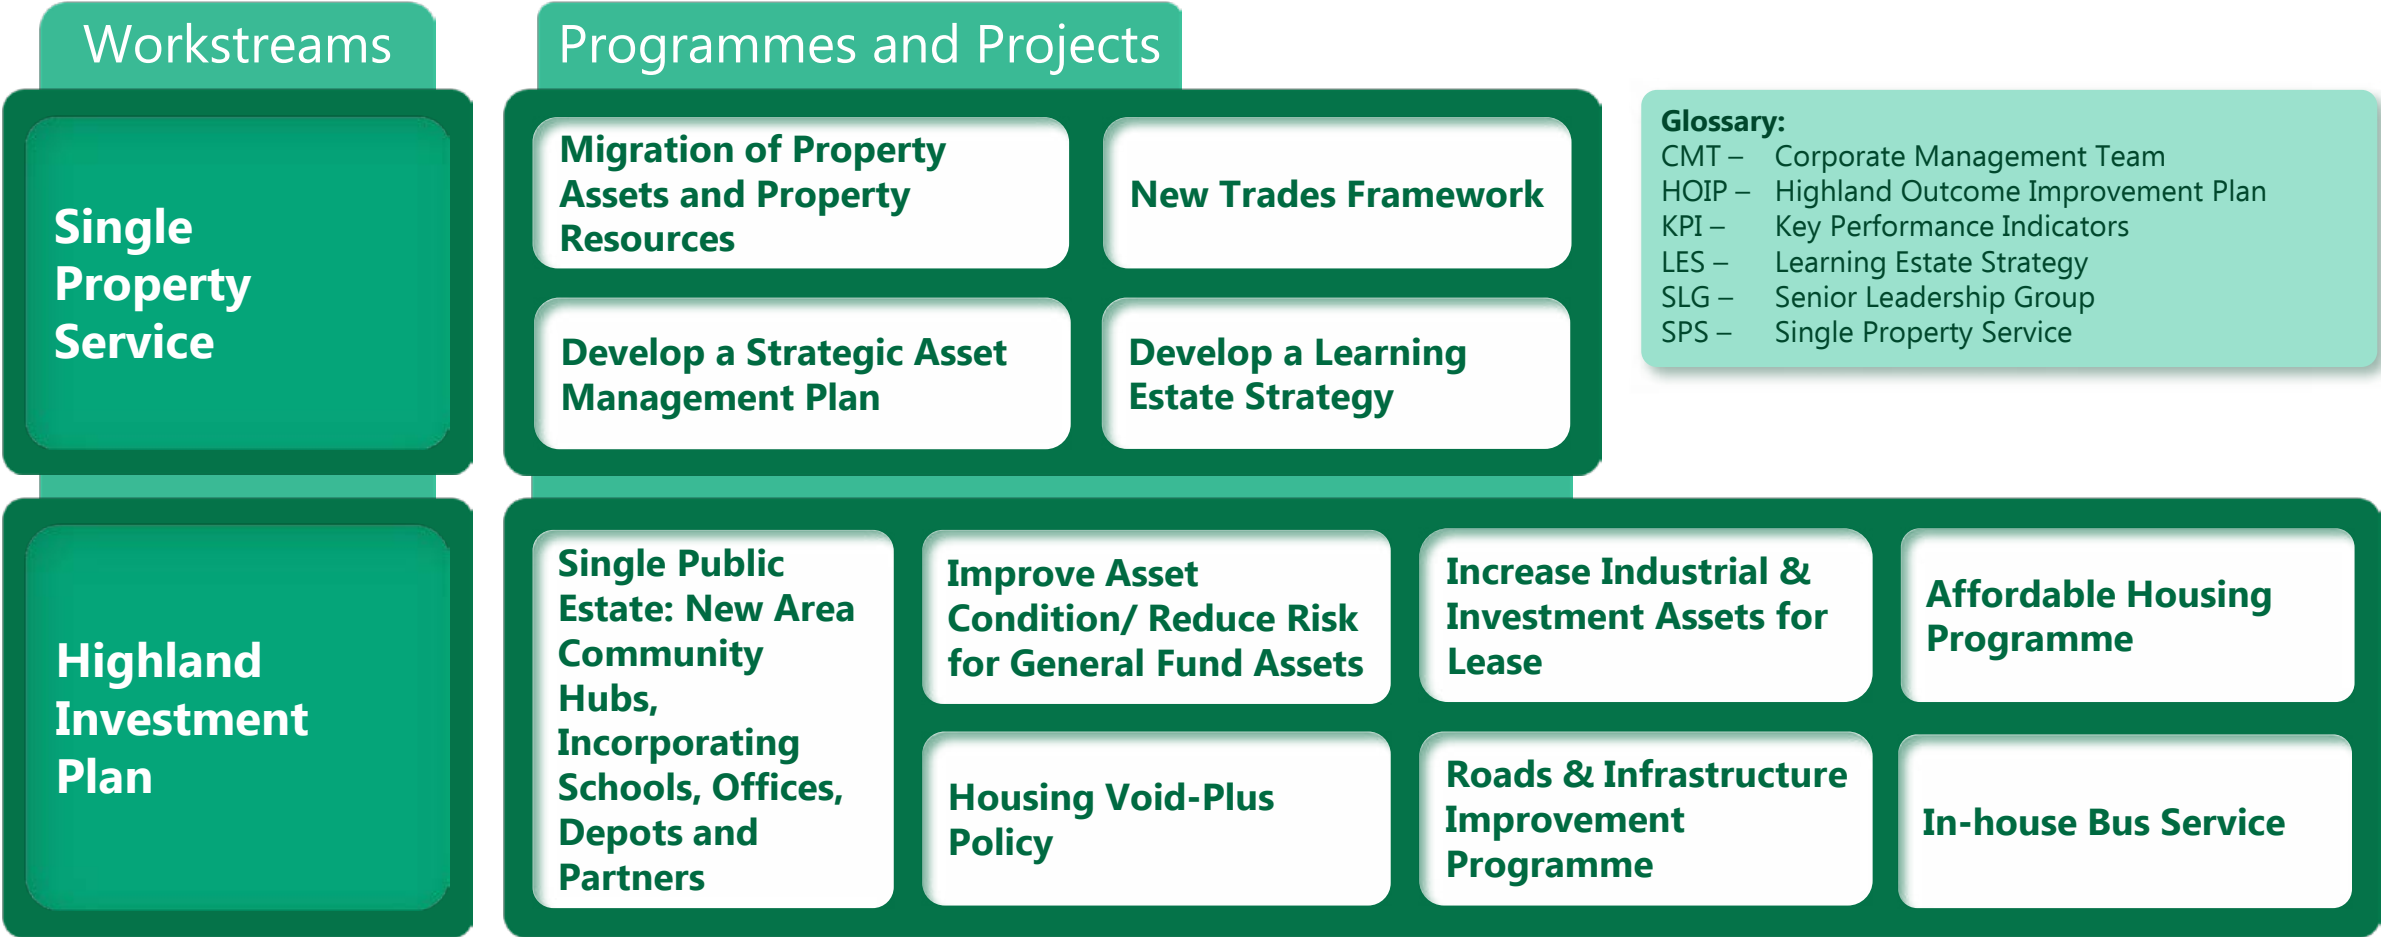 Workstreams
Programmes and Projects
Single
Property
Service
Migration of Property
Assets and Property
Resources
New Trades Framework
Develop a Strategic Asset
Management Plan
Develop a Learning
Estate Strategy
Glossary:
CMT – Corporate Management Team
HOIP – Highland Outcome Improvement Plan
KPI – Key Performance Indicators
LES – Learning Estate Strategy
SLG – Senior Leadership Group
SPS – Single Property Service
Highland
Investment
Plan
Single Public
Estate: New Area
Community
Hubs,
Incorporating
Schools, Offices,
Depots and
Partners
Improve Asset
Condition/ Reduce Risk
for General Fund Assets
Increase Industrial &
Investment Assets for
Lease
Affordable Housing
Programme
Housing Void-Plus
Policy
Roads & Infrastructure
Improvement
Programme
In-house Bus Service